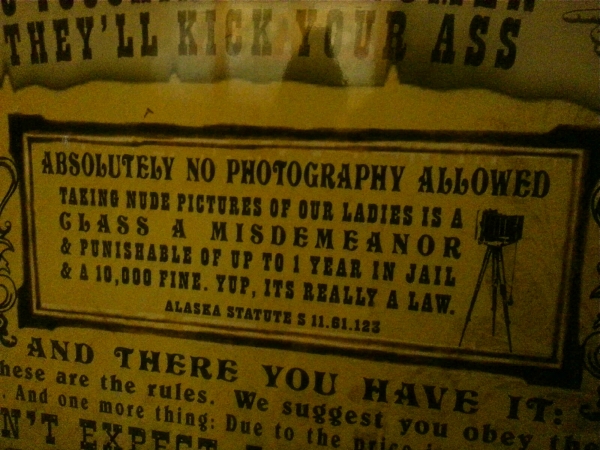 THEY'LL KICK YOUR ASS
ABSOLUTELY NO PHOTOGRAPHY ALLOWED
TAKING NUDE PICTURES OF OUR LADIES IS A
CLASS A MISDEMEANOR
& PUNISHABLE OF UP TO 1 YEAR IN JAIL
& A 10,000 FINE. YUP, ITS REALLY A LAW.
ALASKA STATUTE S 11.61.123
AND THERE YOU HAVE IT:
hese are the rules. We suggest you obey the
. And one more thing: Due to the price
N'T EXPECT